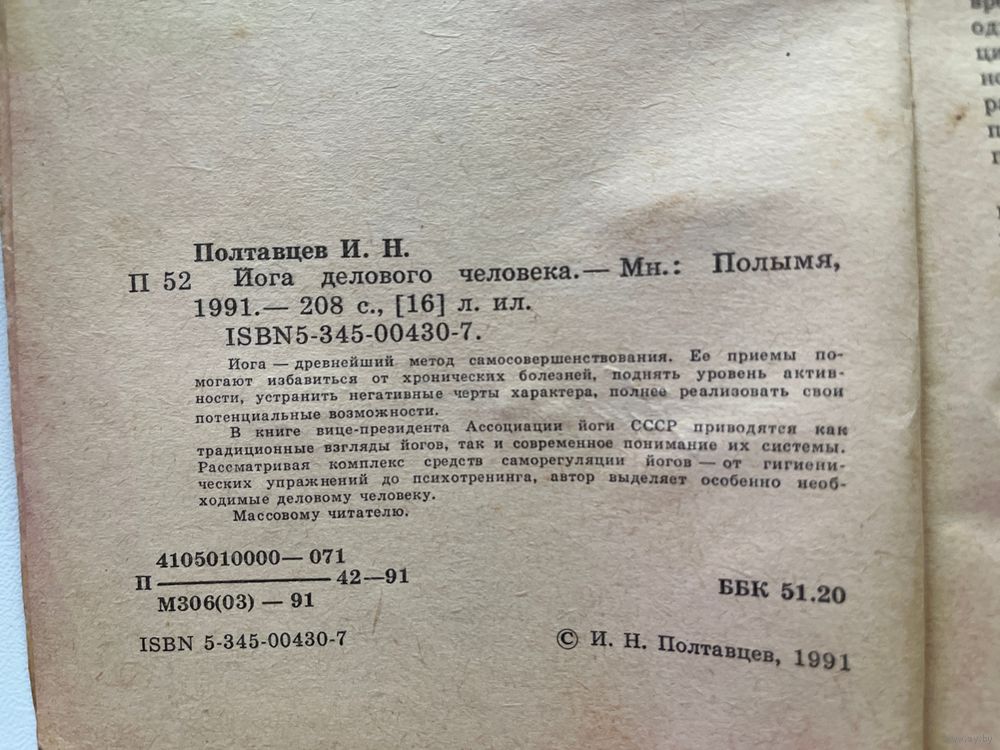 Полтавцев И. Н.
П 52 Йога делового человека.— Мн.: Полымя,
1991.— 208 с., [16] л. ил.
ISBN5-345-00430-7.
Йога — древнейший метод самосовершенствования. Ее приемы по-
могают избавиться от хронических болезней, поднять уровень актив-
ности, устранить негативные черты характера, полнее реализовать свои
потенциальные возможности.
В книге вице-президента Ассоциации йоги СССР приводятся как
традиционные взгляды йогов, так и современное понимание их системы.
Рассматривая комплекс средств саморегуляции йогов — от гигиени-
ческих упражнений до психотренинга, автор выделяет особенно необ-
ходимые деловому человеку.
Массовому читателю.
4105010000— 071
П 42—91
М306(03) — 91
ББК 51.20
ISBN 5-345-00430-7
© И. Н. Полтавцев, 1991